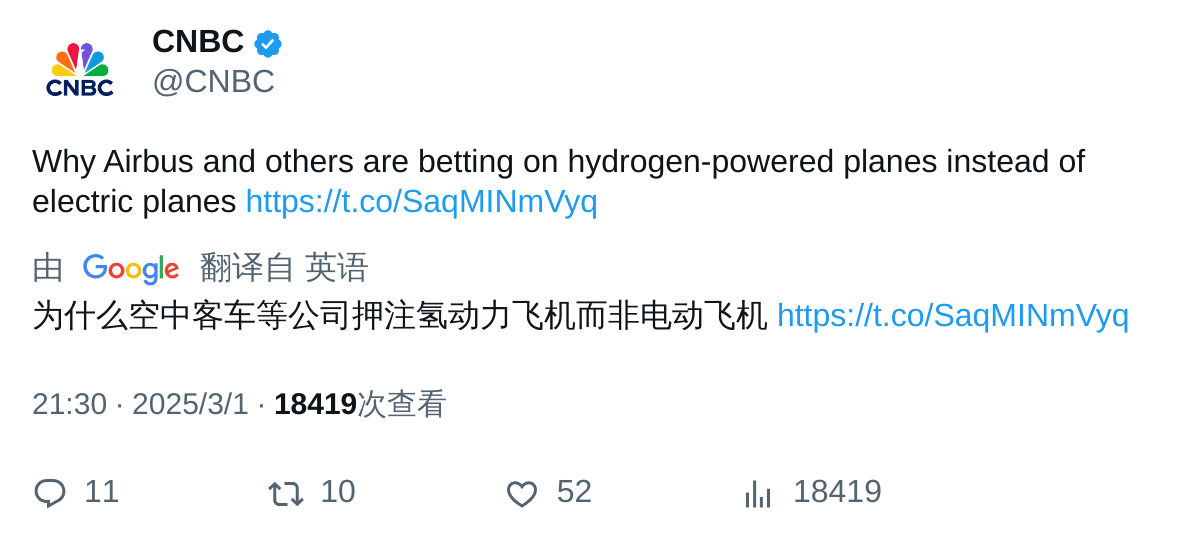 CNBC
CNBC
@CNBC
Why Airbus and others are betting on hydrogen-powered planes instead of
electric planes https://t.co/SaqMINmVyq
由 Google 翻译自 英语
为什么空中客车等公司押注氢动力飞机而非电动飞机 https://t.co/SaqMINmVyq
21:30 · 2025/3/1 · 18419次查看
11 10 52 18419